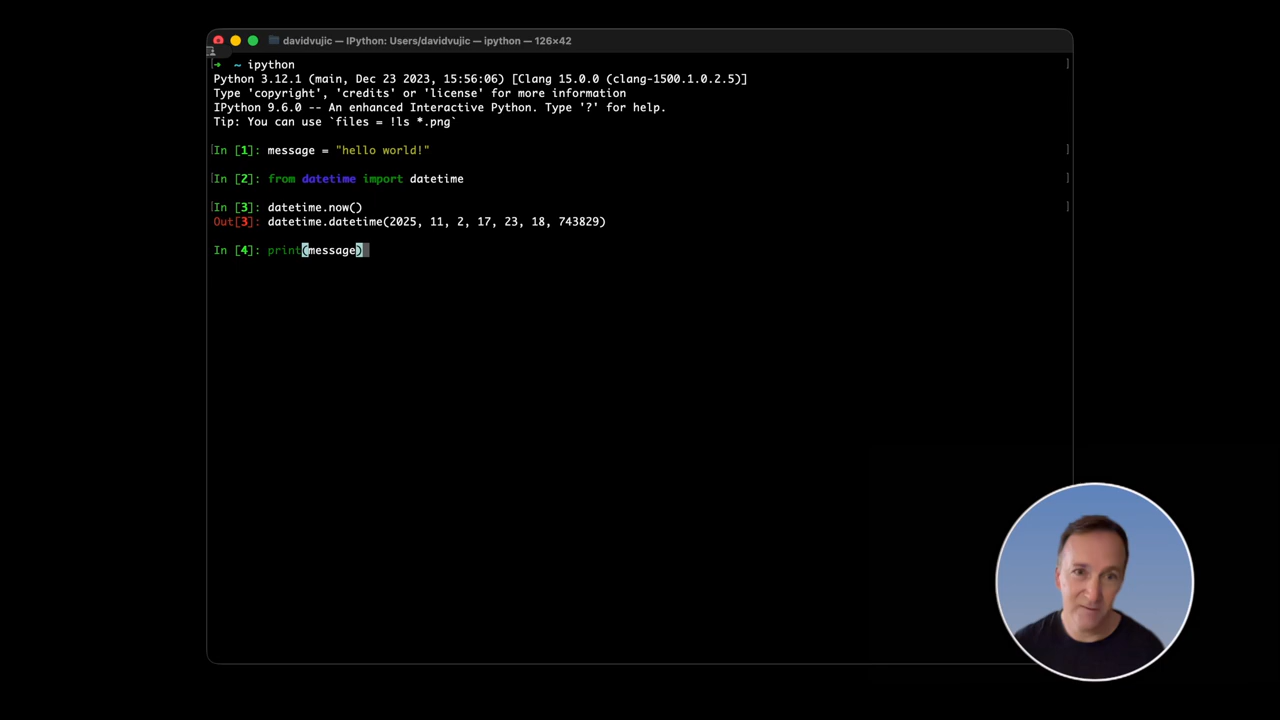 davidvujic — IPython: Users/davidvujic — ipython — 126×42
➜ ~ ipython
Python 3.12.1 (main, Dec 23 2023, 15:56:06) [Clang 15.0.0 (clang-1500.1.0.2.5)]
Type 'copyright', 'credits' or 'license' for more information
IPython 9.6.0 -- An enhanced Interactive Python. Type '?' for help.
Tip: You can use `files = !ls *.png`
In [1]: message = "hello world!"
In [2]: from datetime import datetime
In [3]: datetime.now()
Out[3]: datetime.datetime(2025, 11, 2, 17, 23, 18, 743829)
In [4]: print(message)